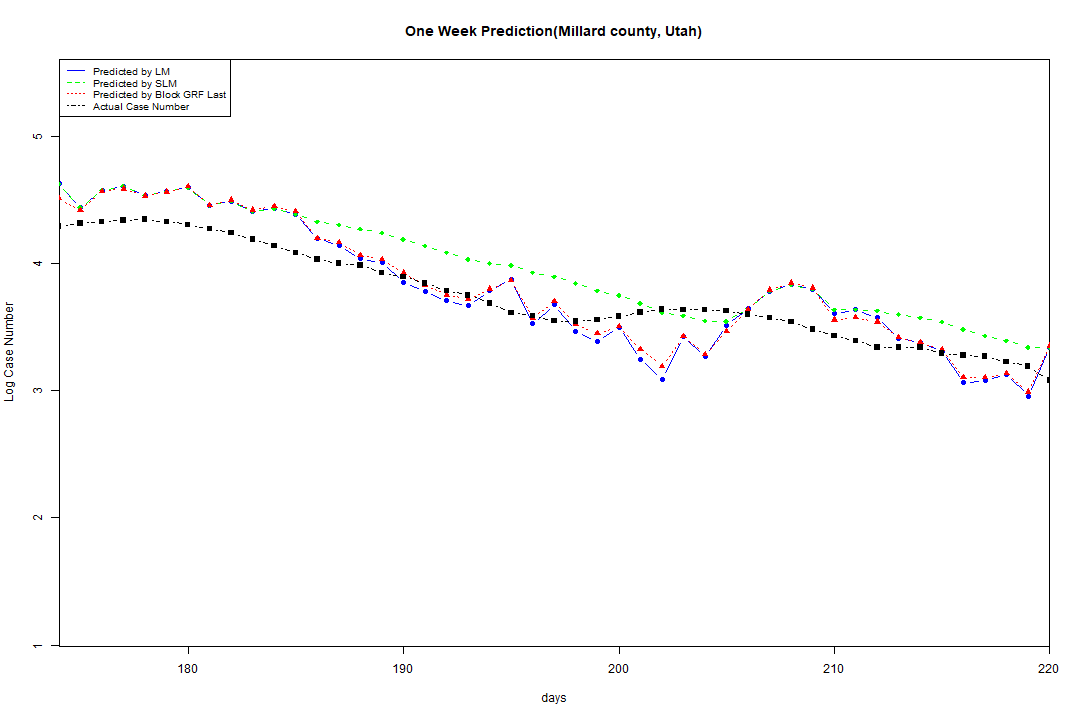 One Week Prediction(Millard county, Utah)
Predicted by LM
Predicted by SLM
Predicted by Block GRF Last
Actual Case Number
5
4
3
2
1
Log Case Number
180
190
200
210
220
days